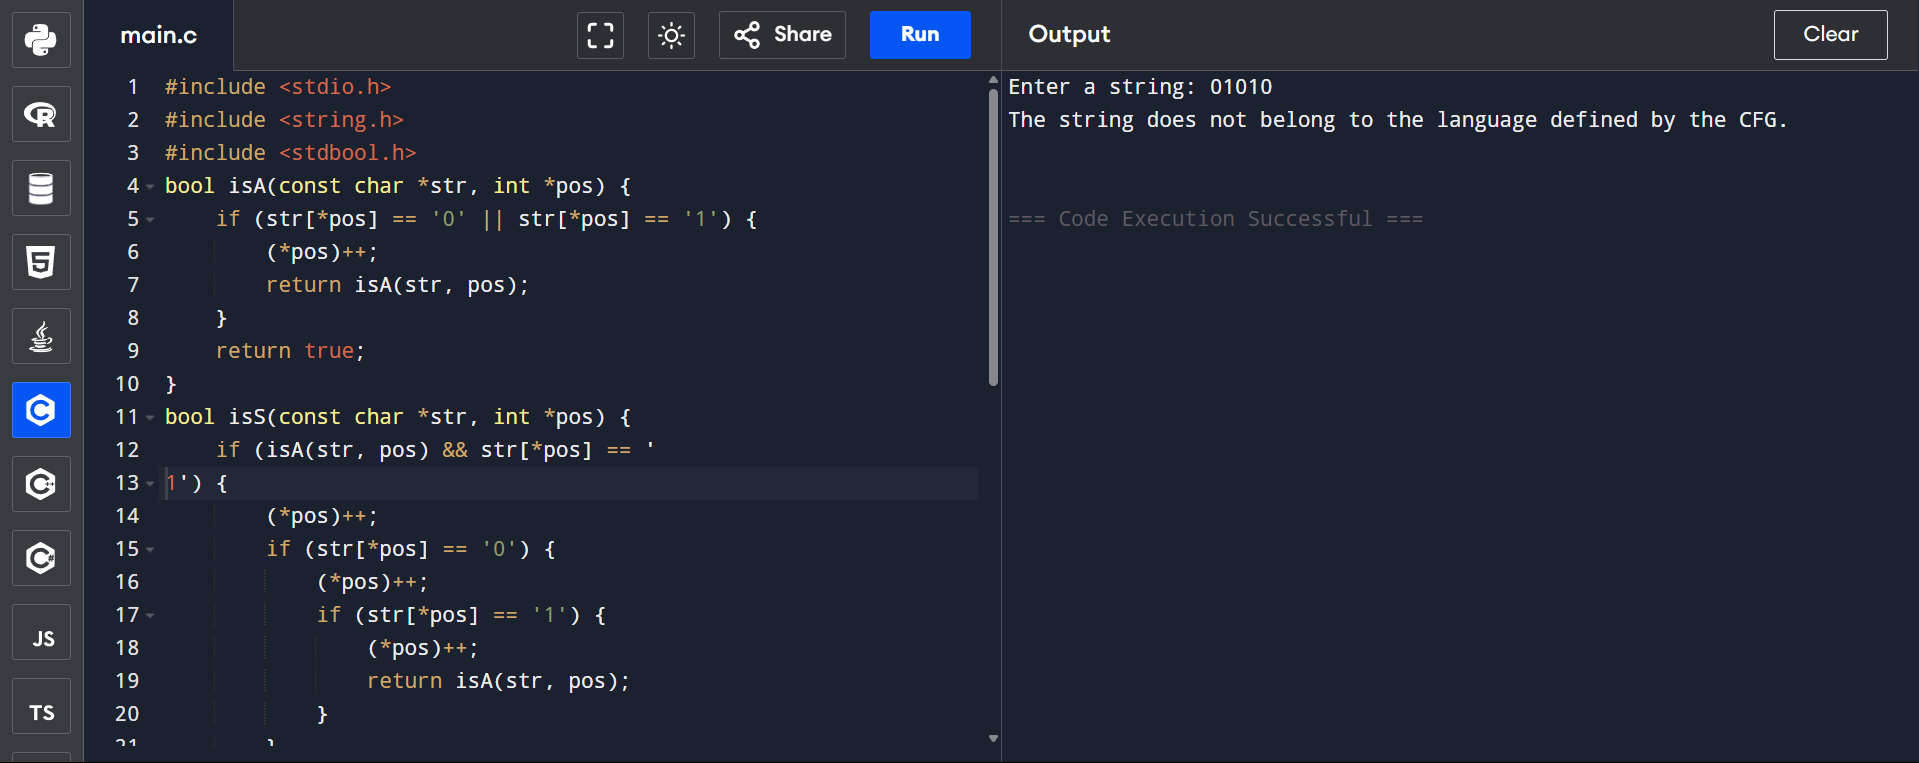 main.c
Share
Run
Output
Clear
1 #include <stdio.h>
2 #include <string.h>
3 #include <stdbool.h>
4 bool isA(const char *str, int *pos) {
5     if (str[*pos] == '0' || str[*pos] == '1') {
6         (*pos)++;
7         return isA(str, pos);
8     }
9     return true;
10 }
11 bool isS(const char *str, int *pos) {
12     if (isA(str, pos) && str[*pos] == '
13 1') {
14         (*pos)++;
15         if (str[*pos] == '0') {
16             (*pos)++;
17             if (str[*pos] == '1') {
18                 (*pos)++;
19                 return isA(str, pos);
20             }
21         }
Enter a string: 01010
The string does not belong to the language defined by the CFG.
=== Code Execution Successful ===
R
5
C
C++
C#
JS
TS